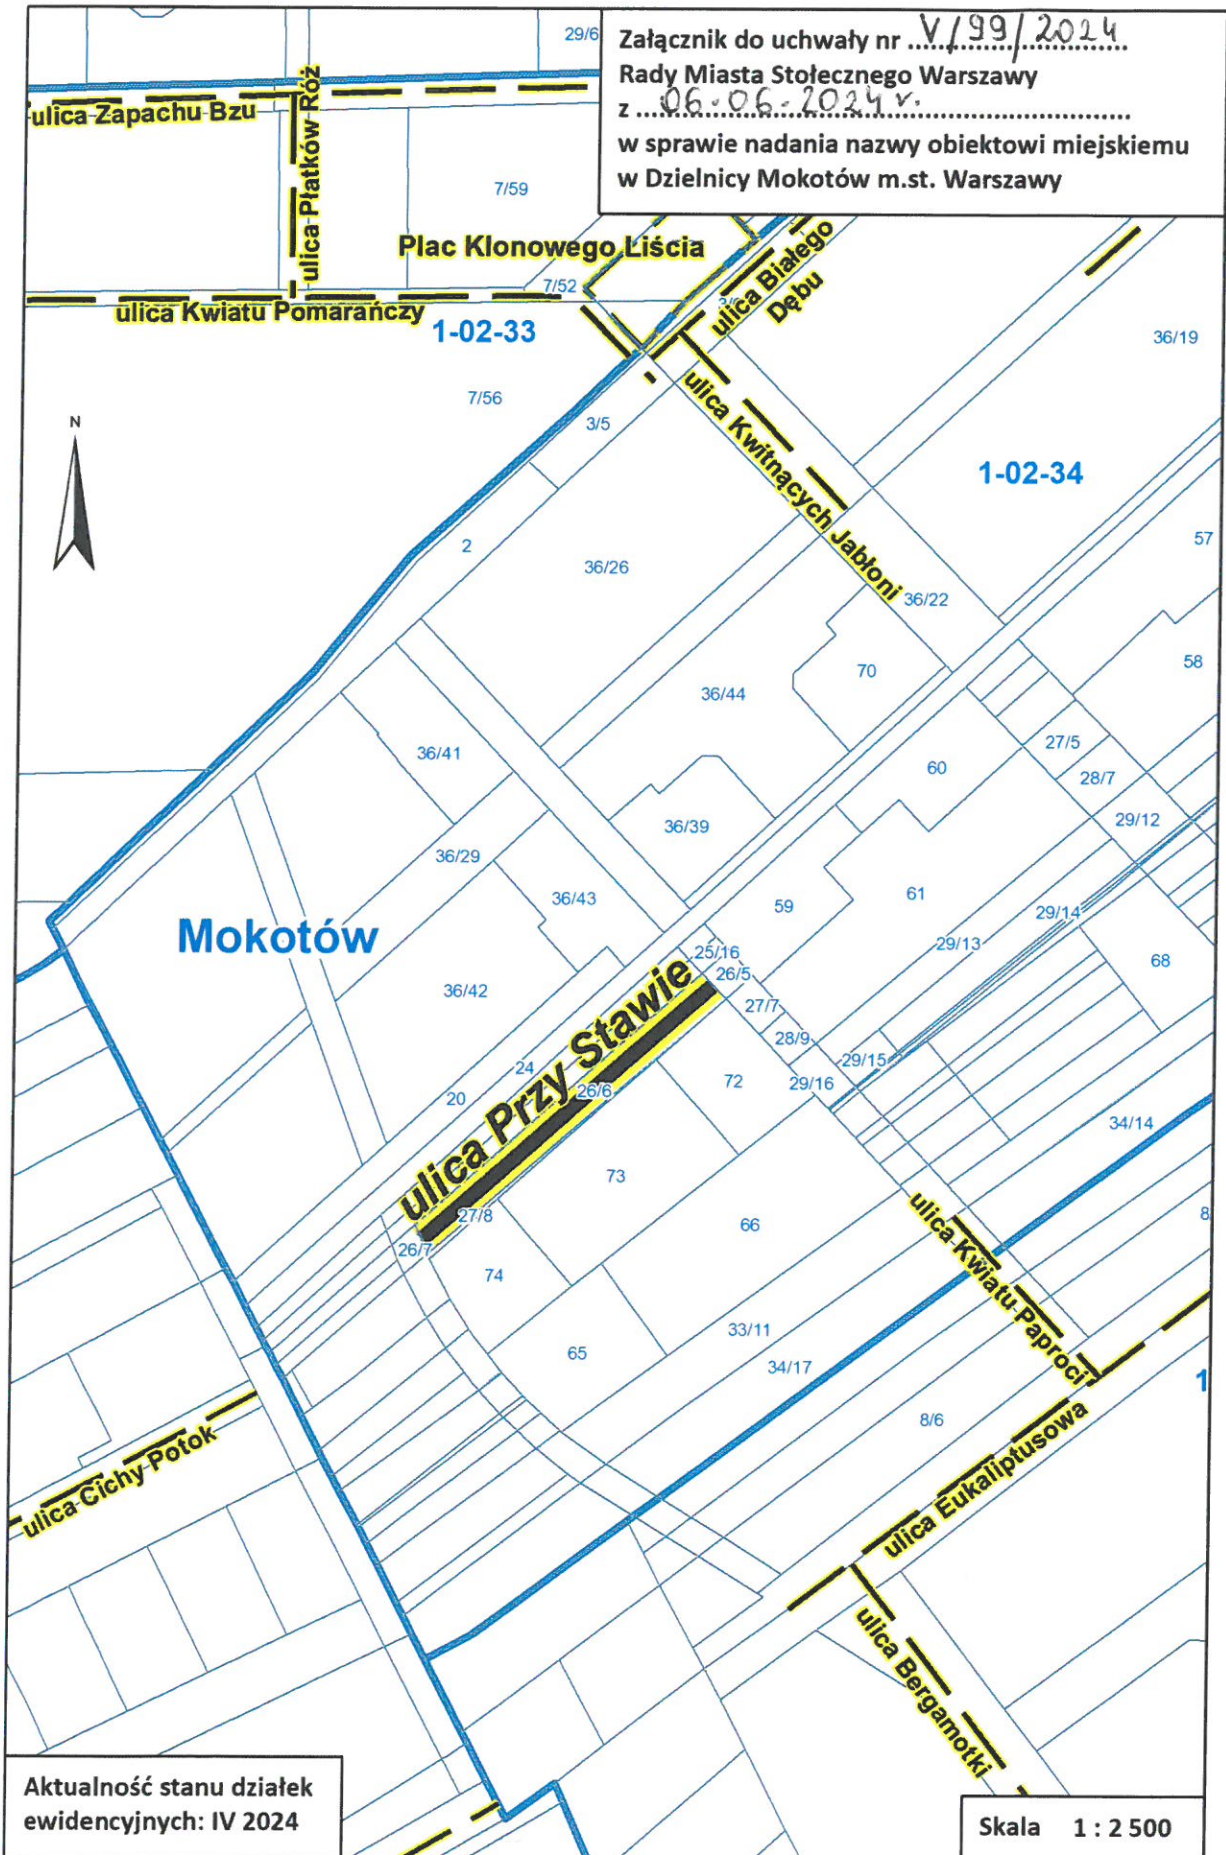 Załącznik do uchwały nr V/99/2024
Rady Miasta Stołecznego Warszawy
z 06.06.2024 r.
w sprawie nadania nazwy obiektowi miejskiemu
w Dzielnicy Mokotów m.st. Warszawy
29/6
ulica Zapachu Bzu
ulica Płatków Róż
7/59
Plac Klonowego Liścia
7/52
ulica Białego
Dębu
ulica Kwiatu Pomarańczy
1-02-33
36/19
7/56
ulica Kwitnących Jabłoni
3/5
N
1-02-34
2
57
36/26
36/22
58
70
36/44
36/41
27/5
60
28/7
36/39
29/12
36/29
36/43
61
59
29/14
Mokotów
29/13
25/16
68
26/5
36/42
27/7
28/9
ulica Przy Stawie
24
29/15
72
29/16
26/6
20
34/14
73
27/8
66
ulica Kwiatu Paproci
8
26/7
74
33/11
65
34/17
1
8/6
ulica Eukaliptusowa
ulica Cichy Potok
ulica Bergamotki
Aktualność stanu działek
ewidencyjnych: IV 2024
Skala 1 : 2 500